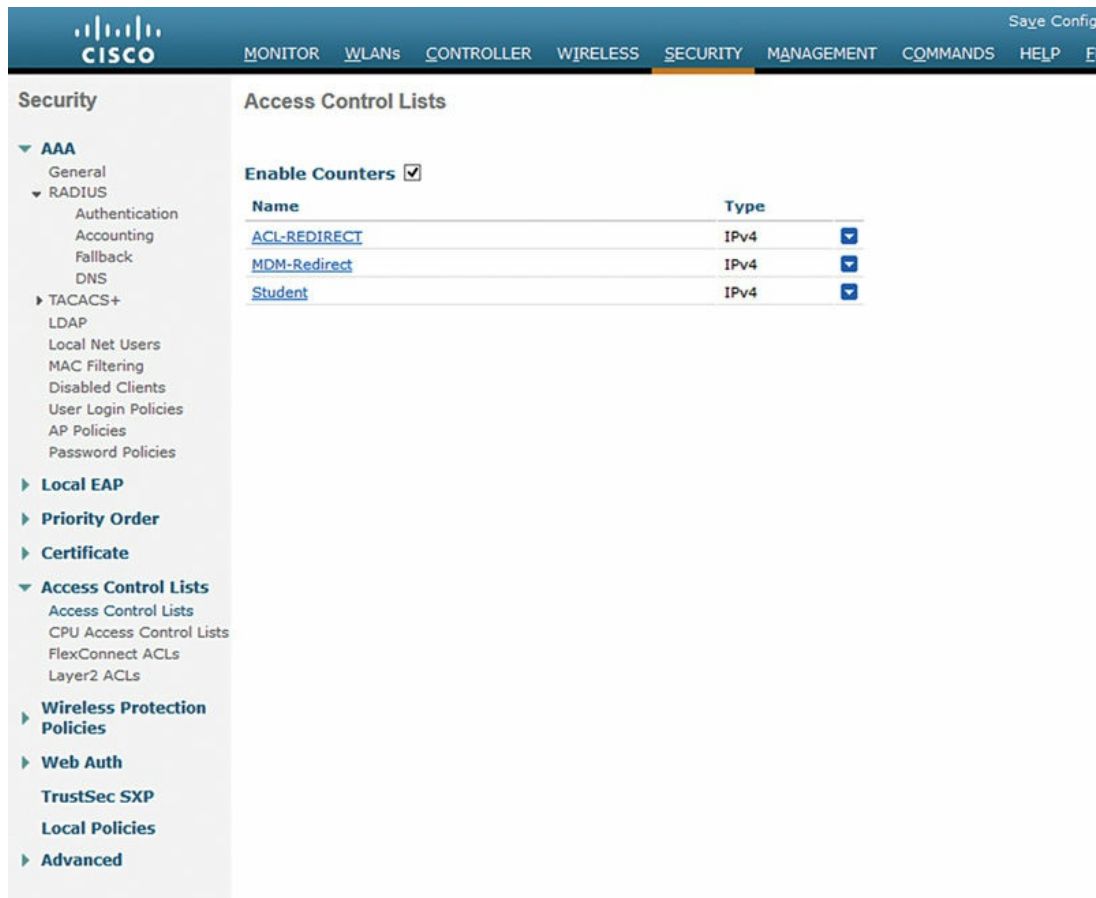 Save Config
CISCO
MONITOR WLANs CONTROLLER WIRELESS SECURITY MANAGEMENT COMMANDS HELP F
Security
AAA
General
RADIUS
Authentication
Accounting
Fallback
DNS
TACACS+
LDAP
Local Net Users
MAC Filtering
Disabled Clients
User Login Policies
AP Policies
Password Policies
Local EAP
Priority Order
Certificate
Access Control Lists
Access Control Lists
CPU Access Control Lists
FlexConnect ACLs
Layer2 ACLs
Wireless Protection
Policies
Web Auth
TrustSec SXP
Local Policies
Advanced
Access Control Lists
Enable Counters
Name Type
ACL-REDIRECT IPv4
MDM-Redirect IPv4
Student IPv4